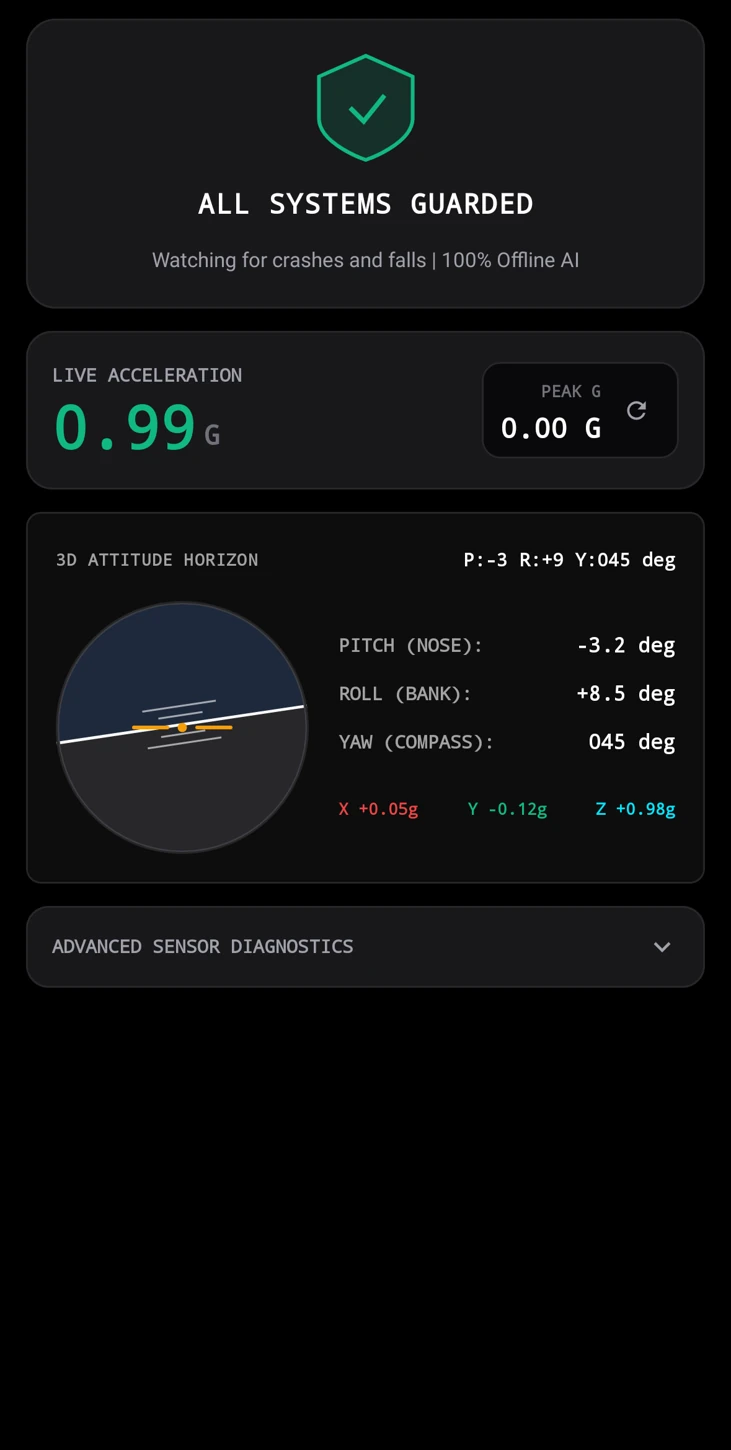 ALL SYSTEMS GUARDED
Watching for crashes and falls | 100% Offline AI
LIVE ACCELERATION
0.99 G
PEAK G
0.00 G
3D ATTITUDE HORIZON
P:-3 R:+9 Y:045 deg
PITCH (NOSE): -3.2 deg
ROLL (BANK): +8.5 deg
YAW (COMPASS): 045 deg
X +0.05g Y -0.12g Z +0.98g
ADVANCED SENSOR DIAGNOSTICS